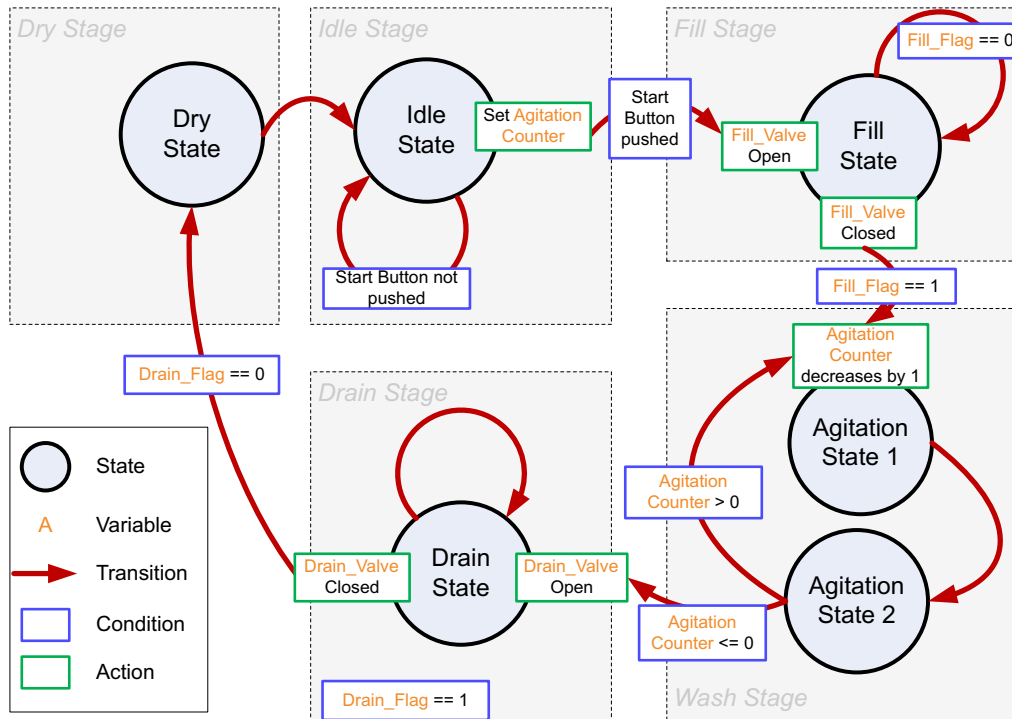 Dry Stage
Idle Stage
Fill Stage
Dry
State
Idle
State
Set Agitation
Counter
Start
Button
pushed
Fill_Valve
Open
Fill
State
Fill_Flag == 0
Fill_Valve
Closed
Start Button not
pushed
Fill_Flag == 1
Agitation
Counter
decreases by 1
Drain_Flag == 0
Drain Stage
Agitation
State 1
Agitation
Counter > 0
Drain_Valve
Closed
Drain
State
Drain_Valve
Open
Agitation
State 2
Agitation
Counter <= 0
Drain_Flag == 1
Wash Stage
State
A
Variable
Transition
Condition
Action